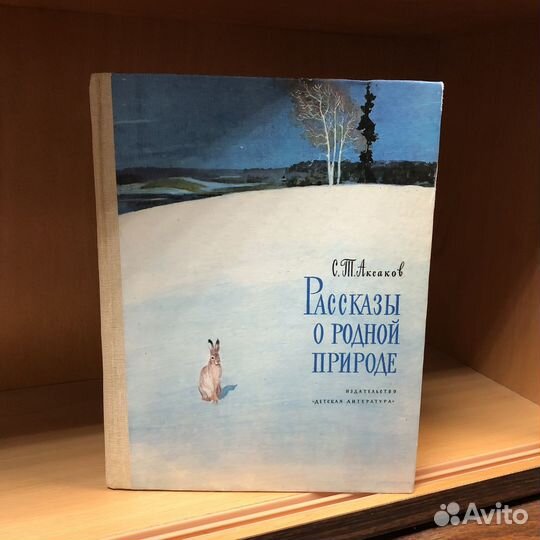 С. Т. Аксаков
Рассказы
о родной
природе
издательство
«детская литература»
Avito